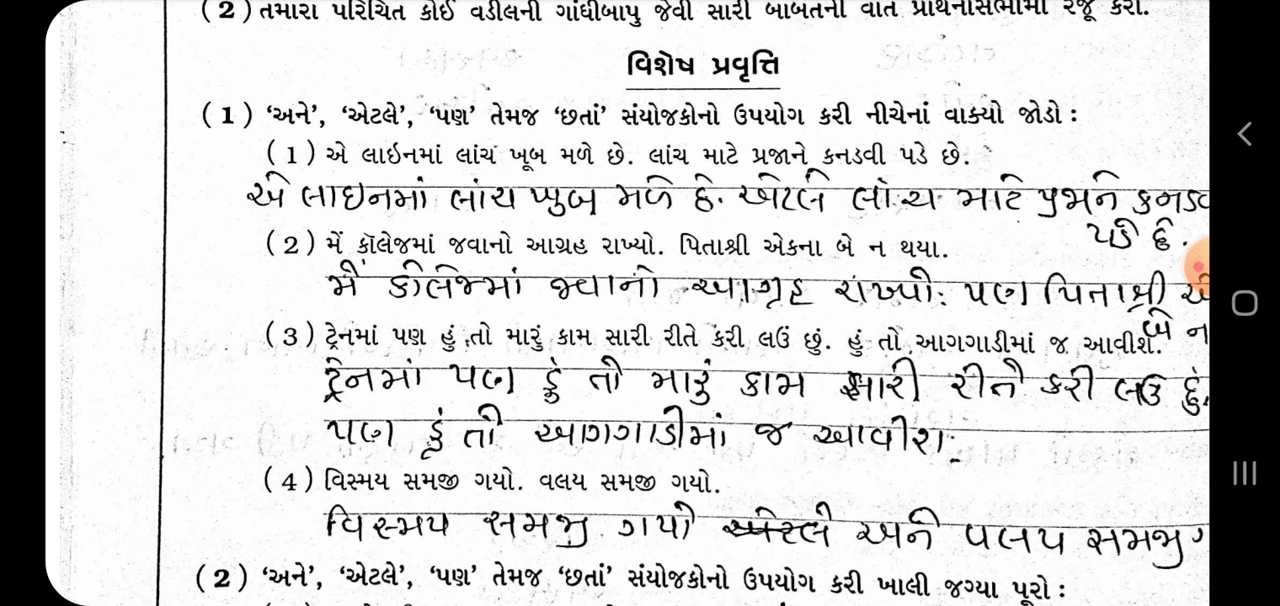 (2) તમારા પરિચિત કોઈ વડીલની ગાંધીબાપુ જેવી સારી બાબતની વાત પ્રાર્થનાસભામાં રજૂ કરો.
વિશેષ પ્રવૃત્તિ
(1) 'અને', 'એટલે', 'પણ' તેમજ 'છતાં' સંયોજકોનો ઉપયોગ કરી નીચેનાં વાક્યો જોડો :
(1) એ લાઇનમાં લાંચ ખૂબ મળે છે. લાંચ માટે પ્રજાને કનડવી પડે છે.
એ લાઇનમાં લાંચ ખુબ મળે છે. એટલે લાંચ માટે પ્રજાને કનડવ
પડે છે.
(2) મેં કૉલેજમાં જવાનો આગ્રહ રાખ્યો. પિતાશ્રી એકના બે ન થયા.
મેં કોલેજમાં જવાનો આગ્રહ રાખ્યો. પણ પિતાશ્રી એ
બે ન
(3) ટ્રેનમાં પણ હું તો મારું કામ સારી રીતે કરી લઉં છું. હું તો આગગાડીમાં જ આવીશ.
ટ્રેનમાં પણ હું તો મારું કામ સારી રીતે કરી લઉ છું.
પણ હું તો આગગાડીમાં જ આવીશ.
(4) વિસ્મય સમજી ગયો. વલય સમજી ગયો.
વિસ્મય સમજી ગયો એટલે અને વલય સમજી ગ
(2) 'અને', 'એટલે', 'પણ' તેમજ 'છતાં' સંયોજકોનો ઉપયોગ કરી ખાલી જગ્યા પૂરો :